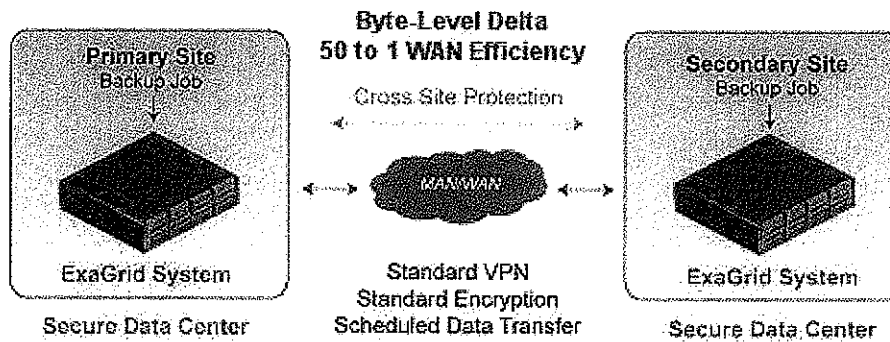 Byte-Level Delta
50 to 1 WAN Efficiency
Primary Site
Backup Job
ExaGrid System
Secure Data Center
Cross Site Protection
MAN/WAN
Standard VPN
Standard Encryption
Scheduled Data Transfer
Secondary Site
Backup Job
ExaGrid System
Secure Data Center